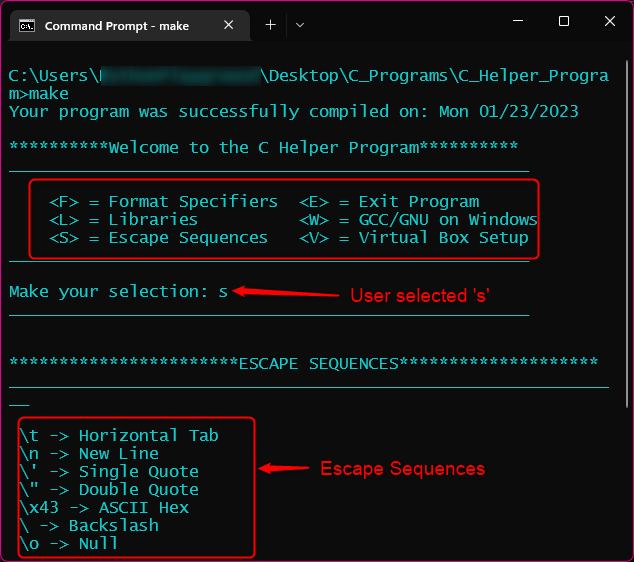 Command Prompt - make
C:\Users\ \Desktop\C_Programs\C_Helper_Progra
m>make
Your program was successfully compiled on: Mon 01/23/2023
**********Welcome to the C Helper Program**********
<F> = Format Specifiers <E> = Exit Program
<L> = Libraries <W> = GCC/GNU on Windows
<S> = Escape Sequences <V> = Virtual Box Setup
Make your selection: s
User selected 's'
***********************ESCAPE SEQUENCES********************
\t -> Horizontal Tab
\n -> New Line
\' -> Single Quote
Escape Sequences
\" -> Double Quote
\x43 -> ASCII Hex
\ -> Backslash
\o -> Null